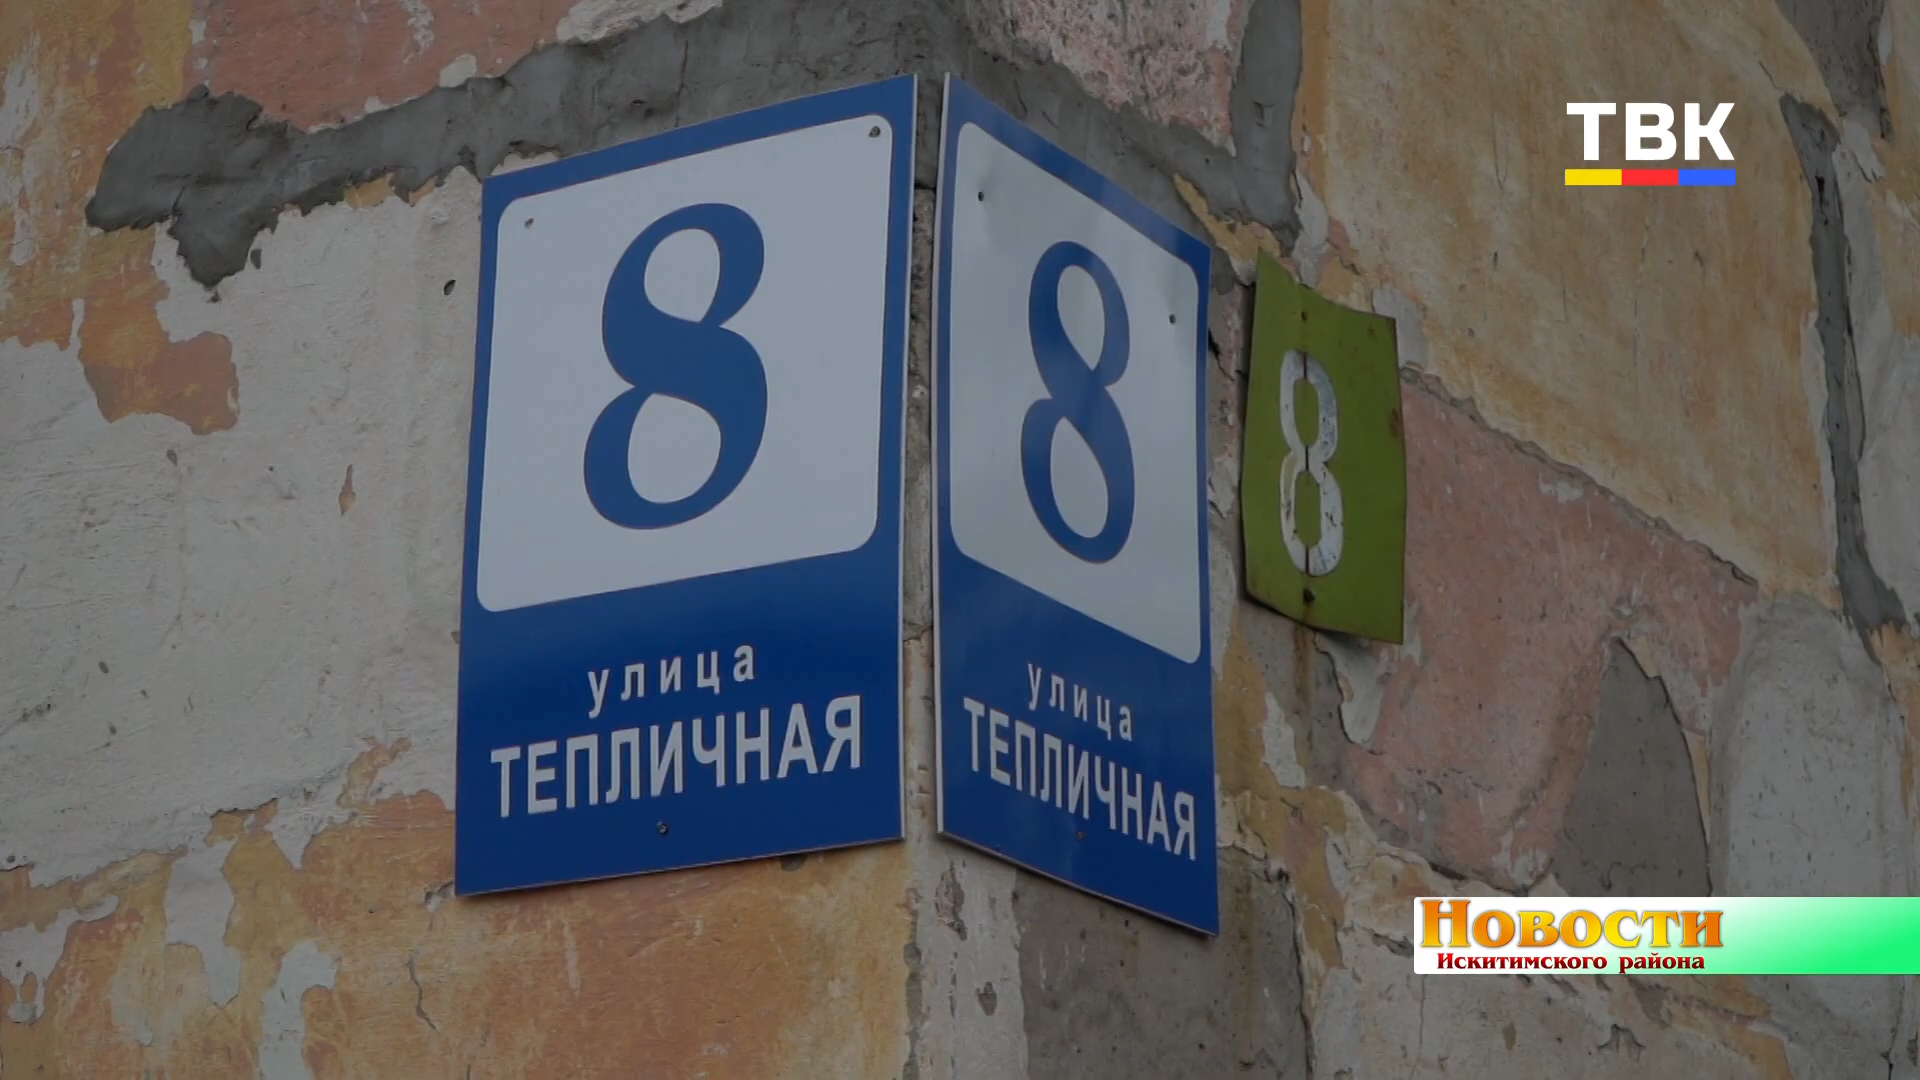 ТВК
8
улица
ТЕПЛИЧНАЯ
8
улица
ТЕПЛИЧНАЯ
8
Новости
Искитимского района